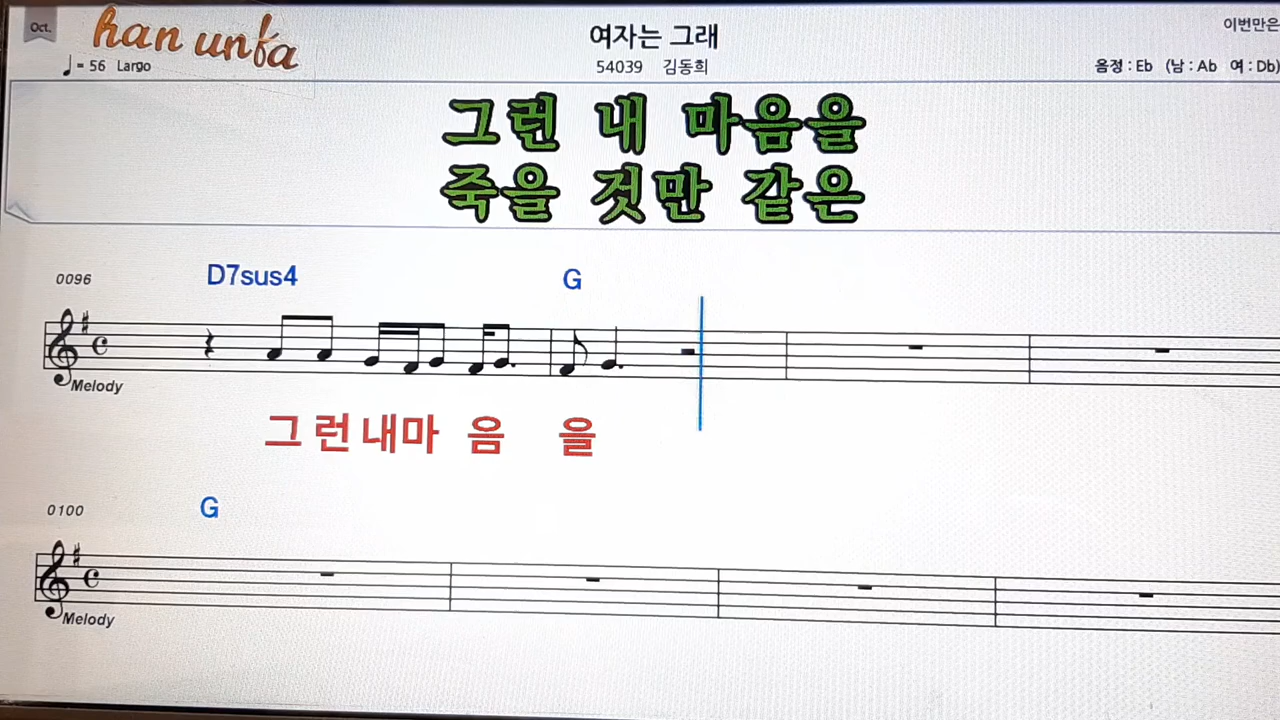 Oct.
han unfa
여자는 그래
이번만은
♩= 56 Largo
54039 김동희
음정 : Eb (남 : Ab 여 : Db)
그런 내 마음을
죽을 것만 같은
0096
D7sus4 G
Melody
그 런 내 마 음 을
0100
G
Melody